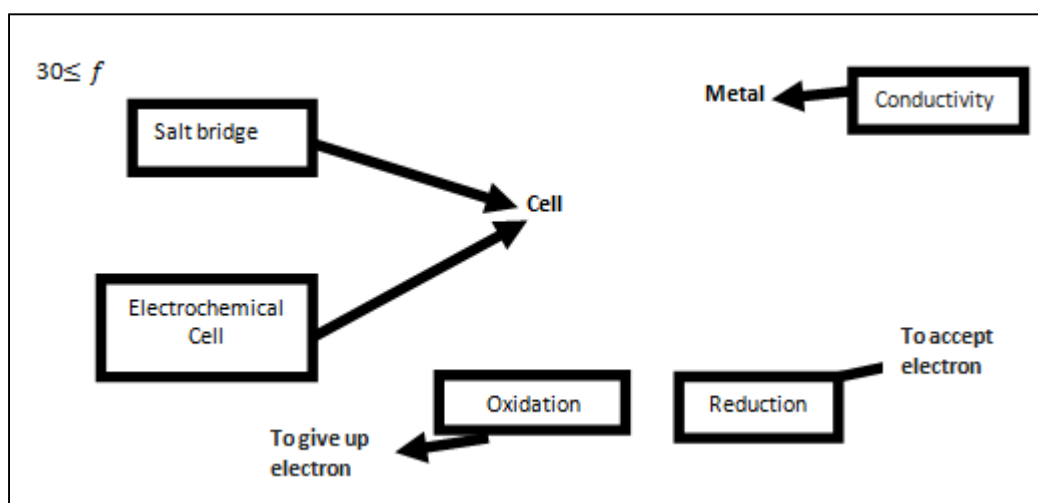 30≤ f
Salt bridge
Metal
Conductivity
Cell
Electrochemical
Cell
To accept
electron
Oxidation
Reduction
To give up
electron